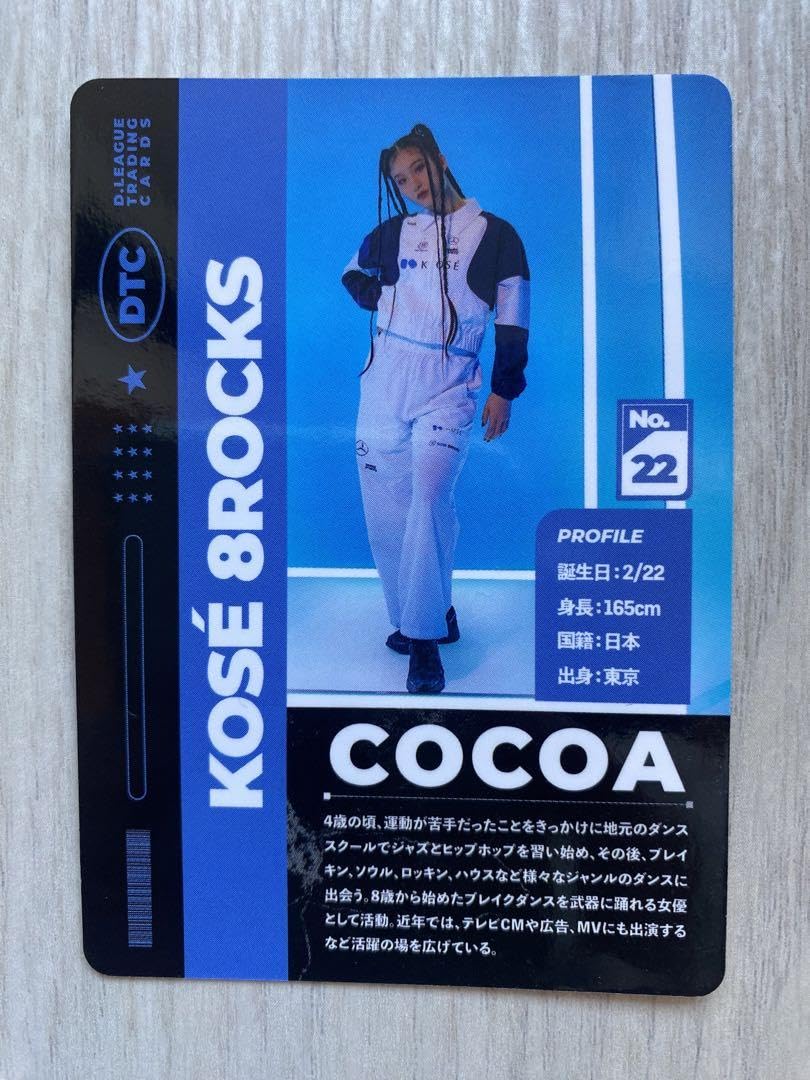 D.LEAGUE
TRADING
CARDS
DTC
KOSÉ 8ROCKS
KOSÉ
No.
22
PROFILE
誕生日:2/22
身長:165cm
国籍:日本
出身:東京
COCOA
4歳の頃、運動が苦手だったことをきっかけに地元のダンス
スクールでジャズとヒップホップを習い始め、その後、ブレイ
キン、ソウル、ロッキン、ハウスなど様々なジャンルのダンスに
出会う。8歳から始めたブレイクダンスを武器に踊れる女優
として活動。近年では、テレビCMや広告、MVにも出演する
など活躍の場を広げている。